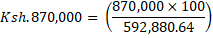 Ksh. 870,000 = (870,000 × 100 / 592,880.64)